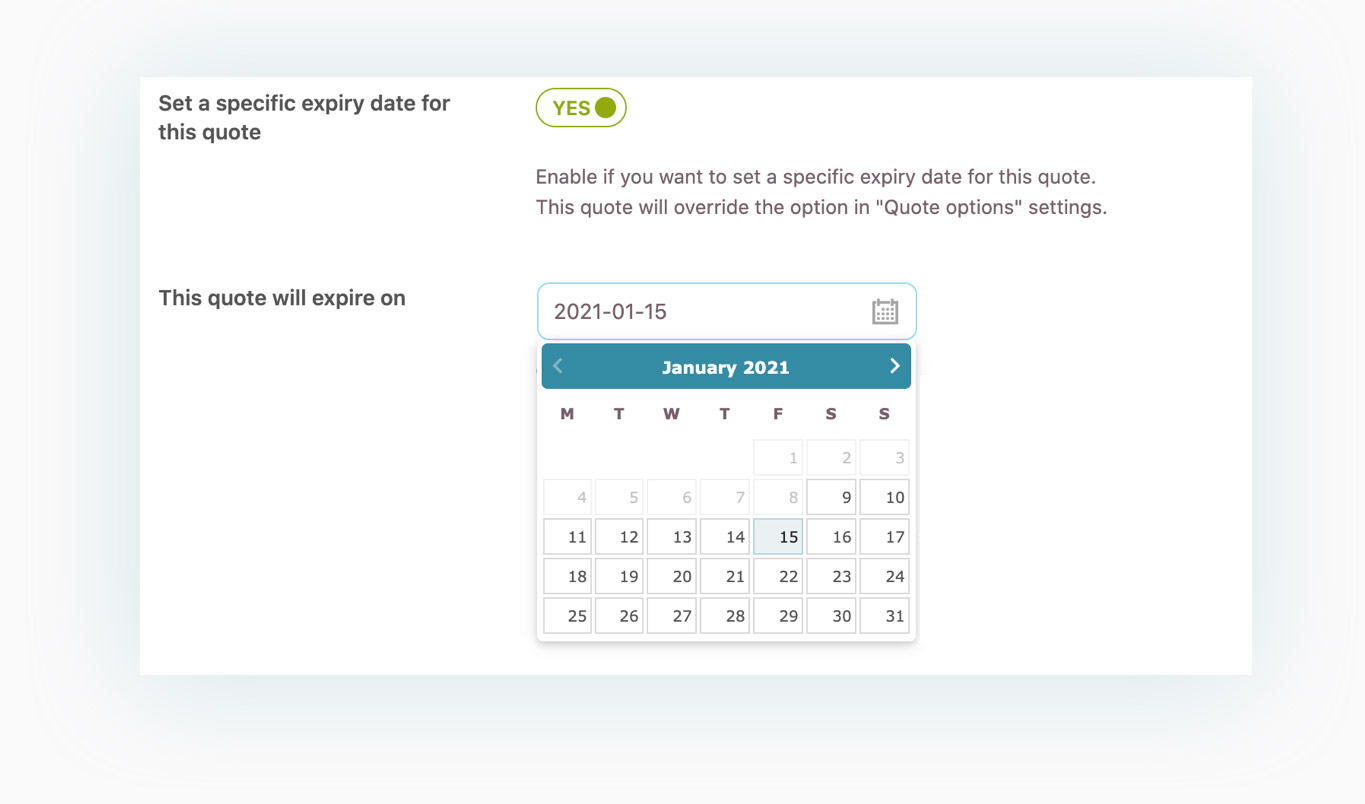 Set a specific expiry date for
this quote
YES
Enable if you want to set a specific expiry date for this quote.
This quote will override the option in "Quote options" settings.
This quote will expire on
2021-01-15
January 2021
M T W T F S S
1 2 3
4 5 6 7 8 9 10
11 12 13 14 15 16 17
18 19 20 21 22 23 24
25 26 27 28 29 30 31